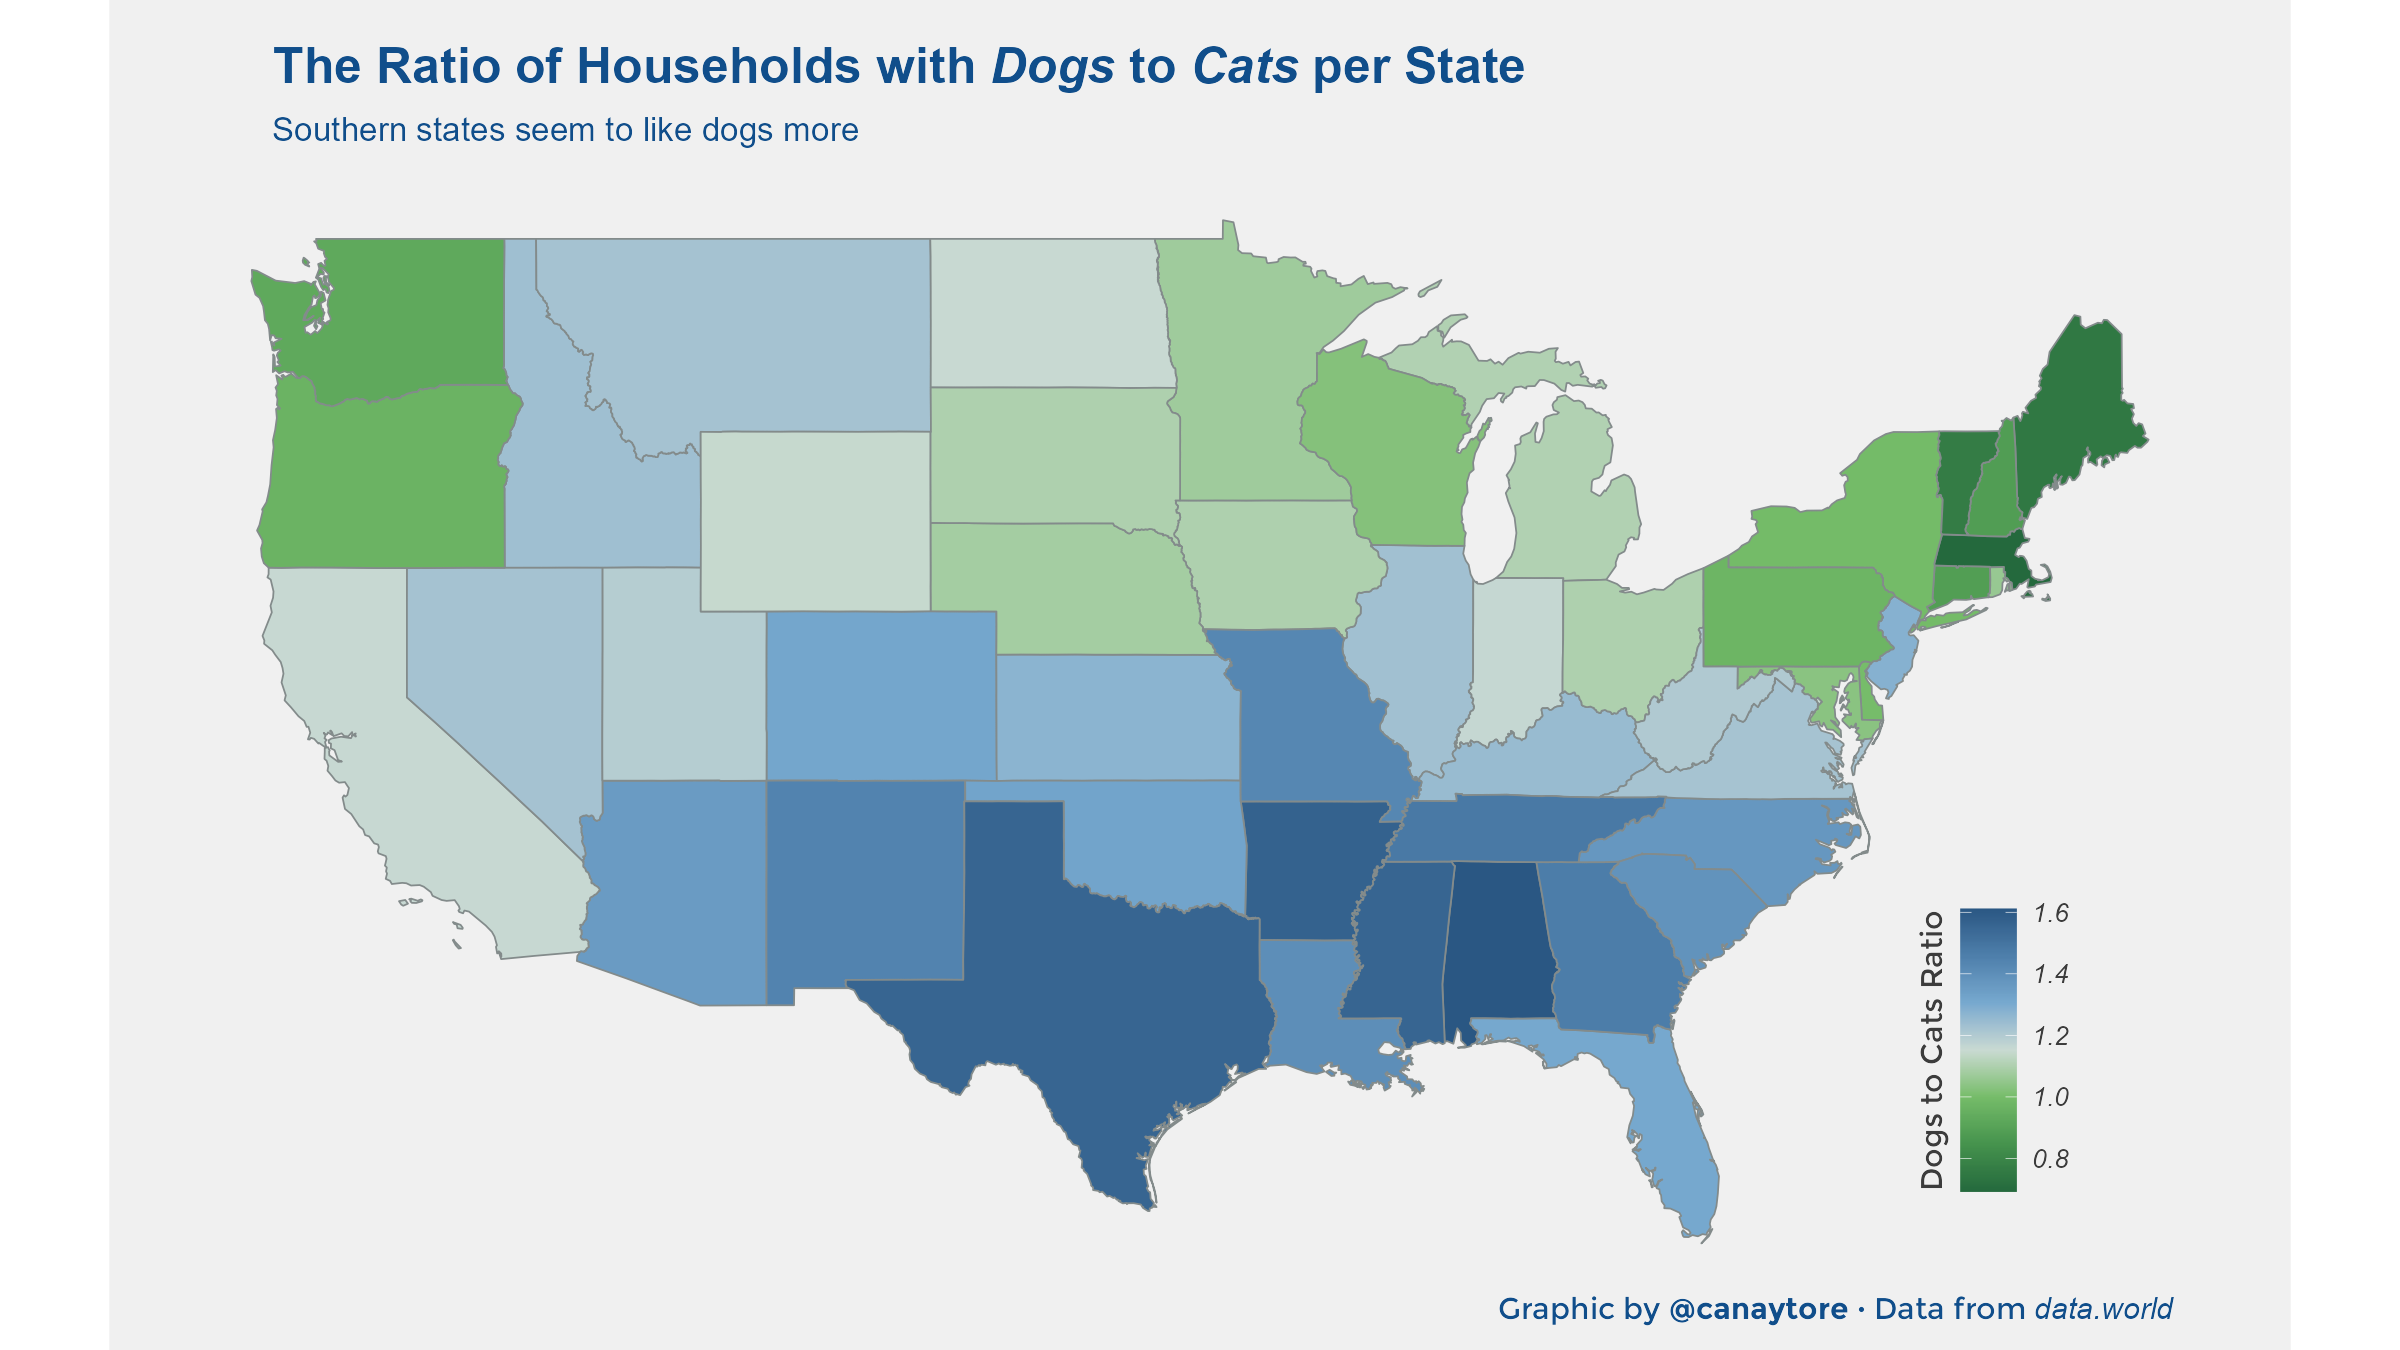 The Ratio of Households with Dogs to Cats per State
Southern states seem to like dogs more
Dogs to Cats Ratio
1.6
1.4
1.2
1.0
0.8
Graphic by @canaytore · Data from data.world